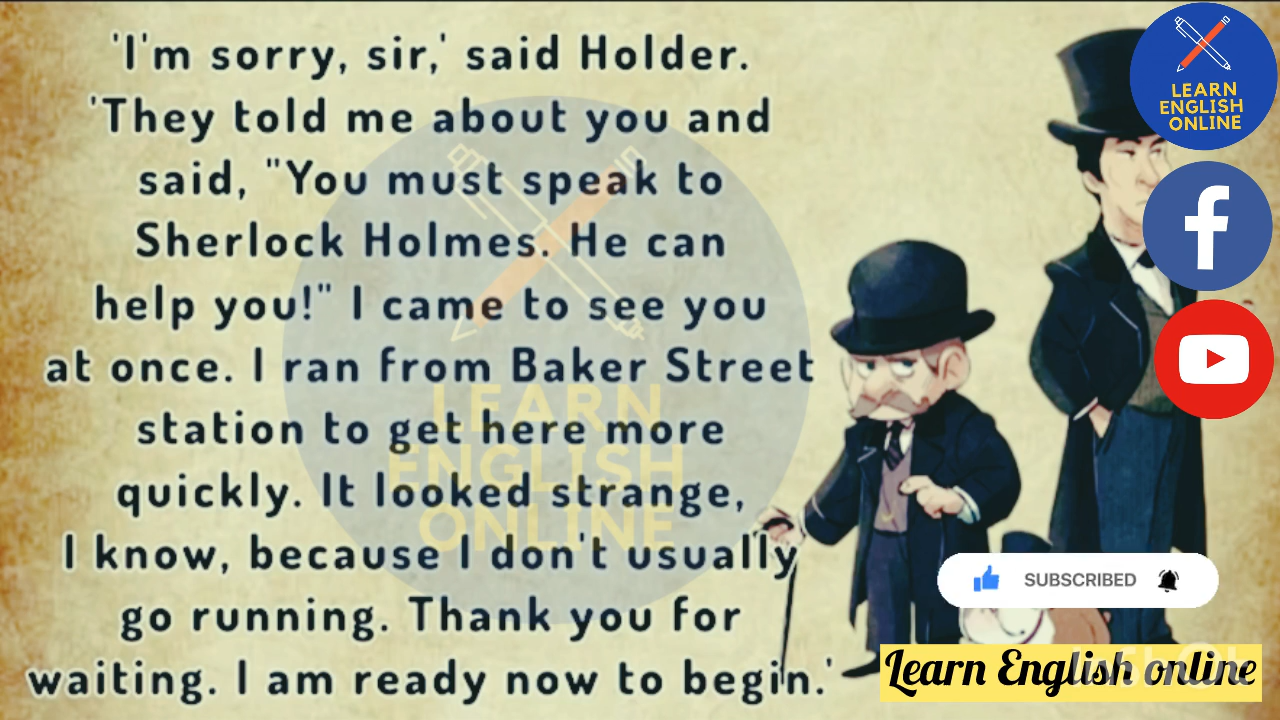 'I'm sorry, sir,' said Holder.
'They told me about you and
said, "You must speak to
Sherlock Holmes. He can
help you!" I came to see you
at once. I ran from Baker Street
station to get here more
quickly. It looked strange,
I know, because I don't usually
go running. Thank you for
waiting. I am ready now to begin.'
LEARN
ENGLISH
ONLINE
LEARN
ENGLISH
ONLINE
f
SUBSCRIBED
Learn English online